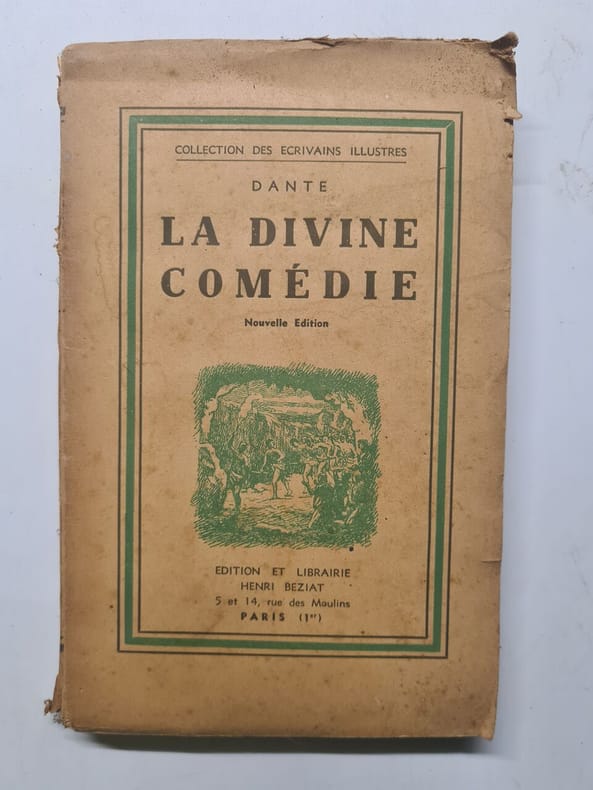 COLLECTION DES ECRIVAINS ILLUSTRES
DANTE
LA DIVINE
COMÉDIE
Nouvelle Edition
EDITION ET LIBRAIRIE
HENRI BEZIAT
5 et 14, rue des Moulins
PARIS (1er)